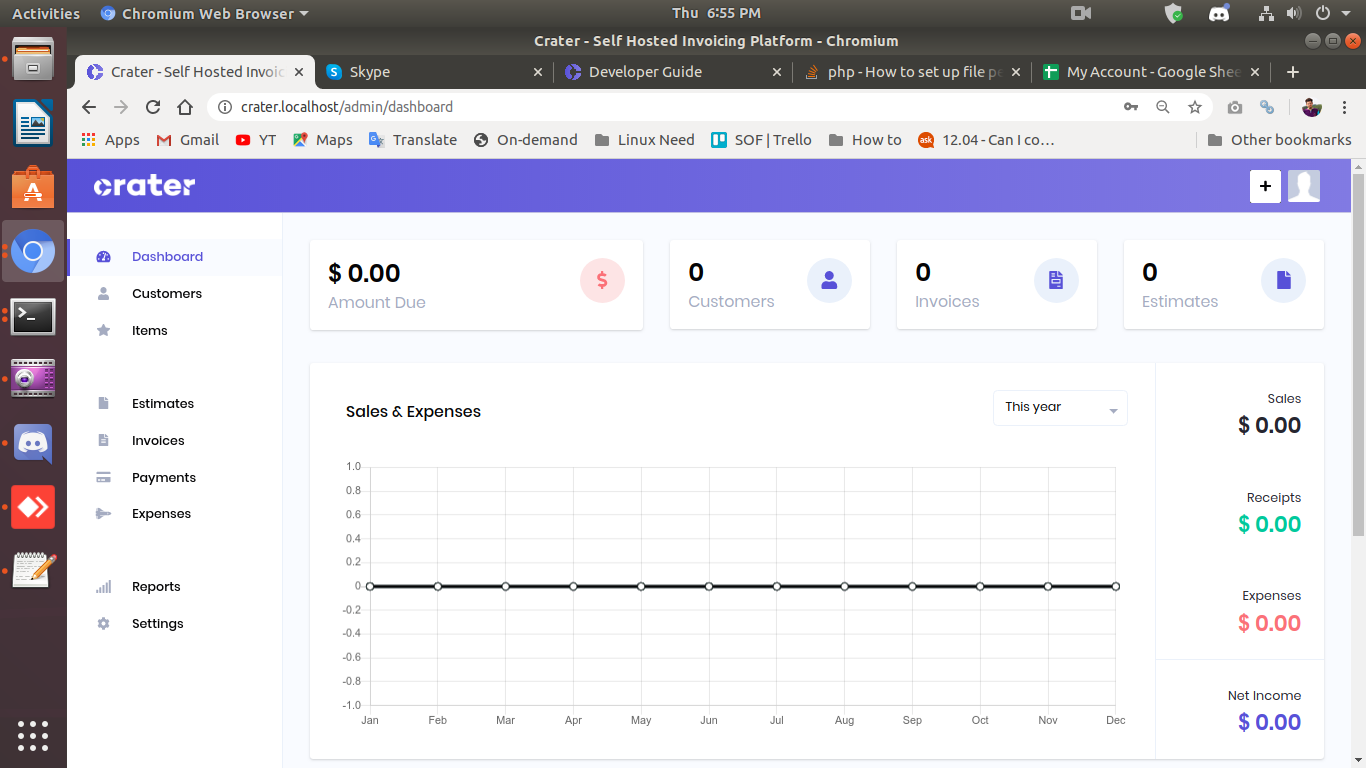 Activities Chromium Web Browser Thu 6:55 PM
Crater - Self Hosted Invoicing Platform - Chromium
Crater - Self Hosted Invoic Skype Developer Guide php - How to set up file pe My Account - Google Shee
crater.localhost/admin/dashboard
Apps Gmail YT Maps Translate On-demand Linux Need SOF | Trello How to ask 12.04 - Can I co… Other bookmarks
crater +
Dashboard
Customers
Items
Estimates
Invoices
Payments
Expenses
Reports
Settings
$ 0.00
Amount Due
$
0
Customers
0
Invoices
0
Estimates
Sales & Expenses
This year
1.0
0.8
0.6
0.4
0.2
0
-0.2
-0.4
-0.6
-0.8
-1.0
Jan Feb Mar Apr May Jun Jul Aug Sep Oct Nov Dec
Sales
$ 0.00
Receipts
$ 0.00
Expenses
$ 0.00
Net Income
$ 0.00